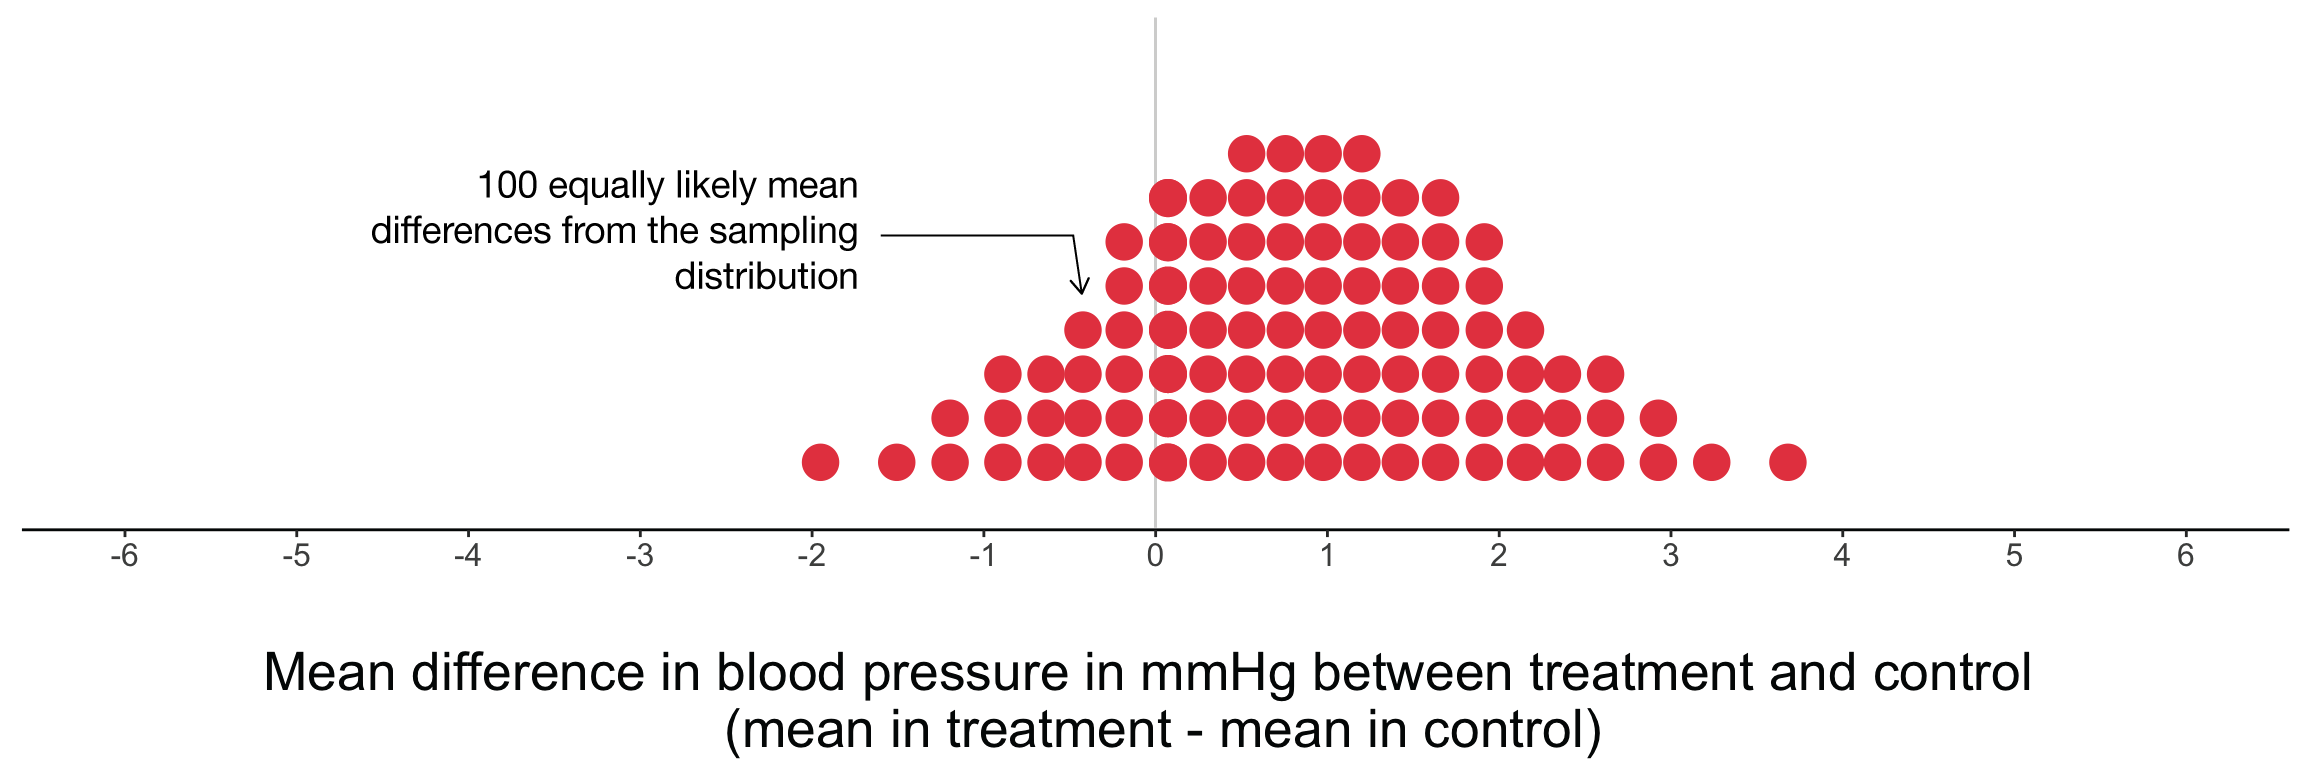 100 equally likely mean
differences from the sampling
distribution
-6 -5 -4 -3 -2 -1 0 1 2 3 4 5 6
Mean difference in blood pressure in mmHg between treatment and control
(mean in treatment - mean in control)